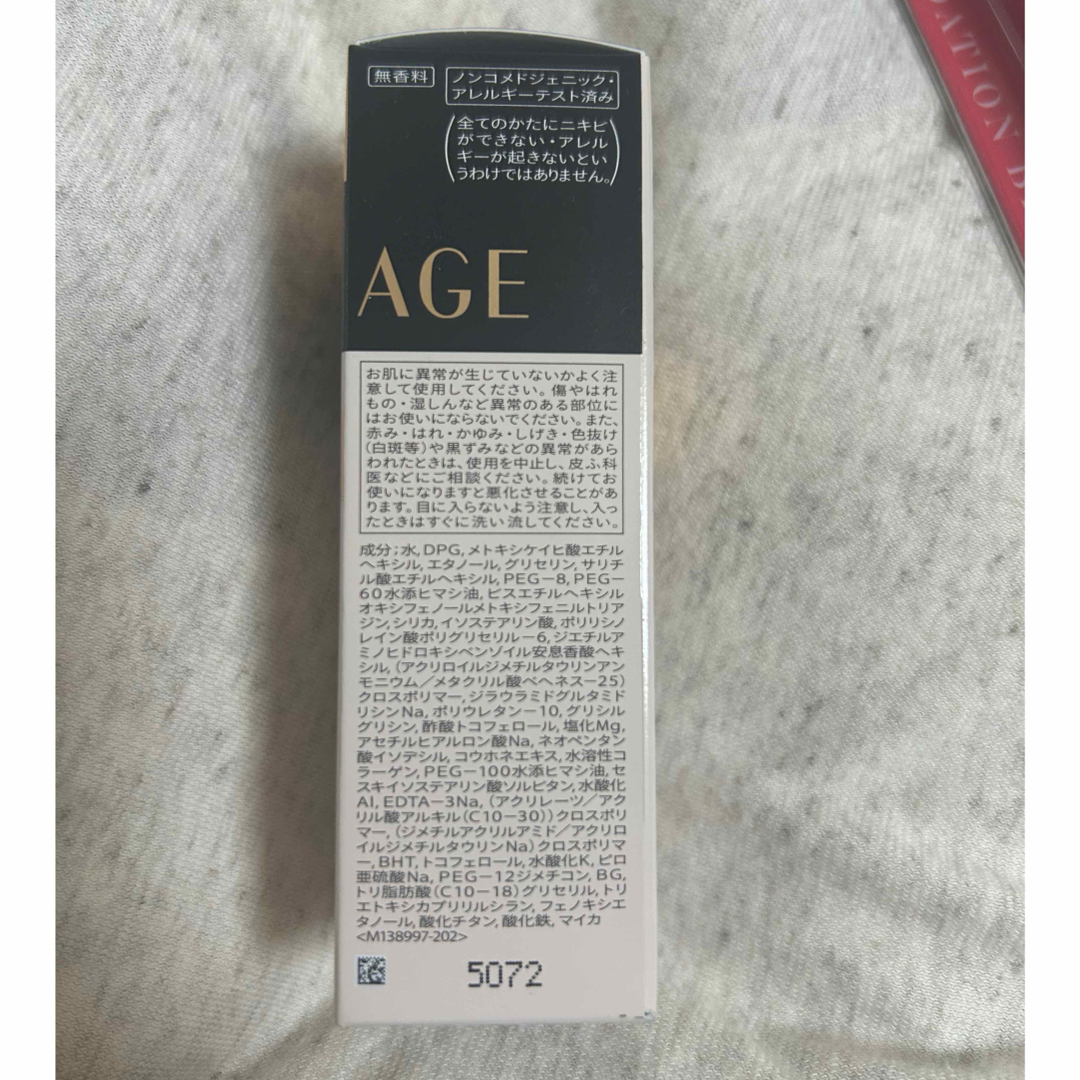 無香料
ノンコメドジェニック・
アレルギーテスト済み
(全てのかたにニキビ
ができない・アレル
ギーが起きないとい
うわけではありません。)
AGE
お肌に異常が生じていないかよく注
意して使用してください。傷やはれ
もの・湿しんなど異常のある部位に
はお使いにならないでください。また、
赤み・はれ・かゆみ・しげき・色抜け
(白斑等)や黒ずみなどの異常があら
われたときは、使用を中止し、皮ふ科
医などにご相談ください。続けてお
使いになりますと悪化させることがあ
ります。目に入らないよう注意し、入っ
たときはすぐに洗い流してください。
成分;水, DPG, メトキシケイヒ酸エチル
ヘキシル, エタノール, グリセリン, サリチ
ル酸エチルヘキシル, PEG-8, PEG-
60水添ヒマシ油, ビスエチルヘキシル
オキシフェノールメトキシフェニルトリア
ジン, シリカ, イソステアリン酸, ポリリシノ
レイン酸ポリグリセリル-6, ジエチルア
ミノヒドロキシベンゾイル安息香酸ヘキ
シル, (アクリロイルジメチルタウリンアン
モニウム/メタクリル酸ベヘネス-25)
クロスポリマー, ジラウラミドグルタミド
リシンNa, ポリウレタン-10, グリシル
グリシン, 酢酸トコフェロール, 塩化Mg,
アセチルヒアルロン酸Na, ネオペンタン
酸イソデシル, コウホネエキス, 水溶性コ
ラーゲン, PEG-100水添ヒマシ油, セ
スキイソステアリン酸ソルビタン, 水酸化
Al, EDTA-3Na, (アクリレーツ/アク
リル酸アルキル(C10-30))クロスポリ
マー, (ジメチルアクリルアミド/アクリロ
イルジメチルタウリンNa)クロスポリマ
ー, BHT, トコフェロール, 水酸化K, ピロ
亜硫酸Na, PEG-12ジメチコン, BG,
トリ脂肪酸(C10-18)グリセリル, トリ
エトキシカプリリルシラン, フェノキシエ
タノール, 酸化チタン, 酸化鉄, マイカ
<M138997-202>
5072